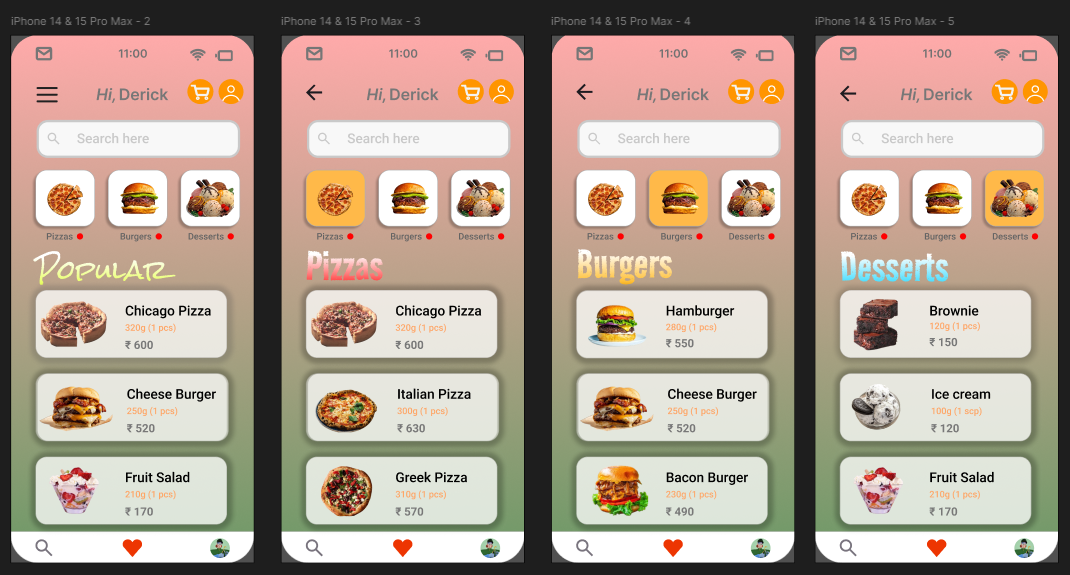 iPhone 14 & 15 Pro Max - 2
11:00
Hi, Derick
Search here
Pizzas
Burgers
Desserts
Popular
Chicago Pizza
320g (1 pcs)
₹ 600
Cheese Burger
250g (1 pcs)
₹ 520
Fruit Salad
210g (1 pcs)
₹ 170
iPhone 14 & 15 Pro Max - 3
11:00
Hi, Derick
Search here
Pizzas
Burgers
Desserts
Pizzas
Chicago Pizza
320g (1 pcs)
₹ 600
Italian Pizza
300g (1 pcs)
₹ 630
Greek Pizza
310g (1 pcs)
₹ 570
iPhone 14 & 15 Pro Max - 4
11:00
Hi, Derick
Search here
Pizzas
Burgers
Desserts
Burgers
Hamburger
280g (1 pcs)
₹ 550
Cheese Burger
250g (1 pcs)
₹ 520
Bacon Burger
230g (1 pcs)
₹ 490
iPhone 14 & 15 Pro Max - 5
11:00
Hi, Derick
Search here
Pizzas
Burgers
Desserts
Desserts
Brownie
120g (1 pcs)
₹ 150
Ice cream
100g (1 scp)
₹ 120
Fruit Salad
210g (1 pcs)
₹ 170